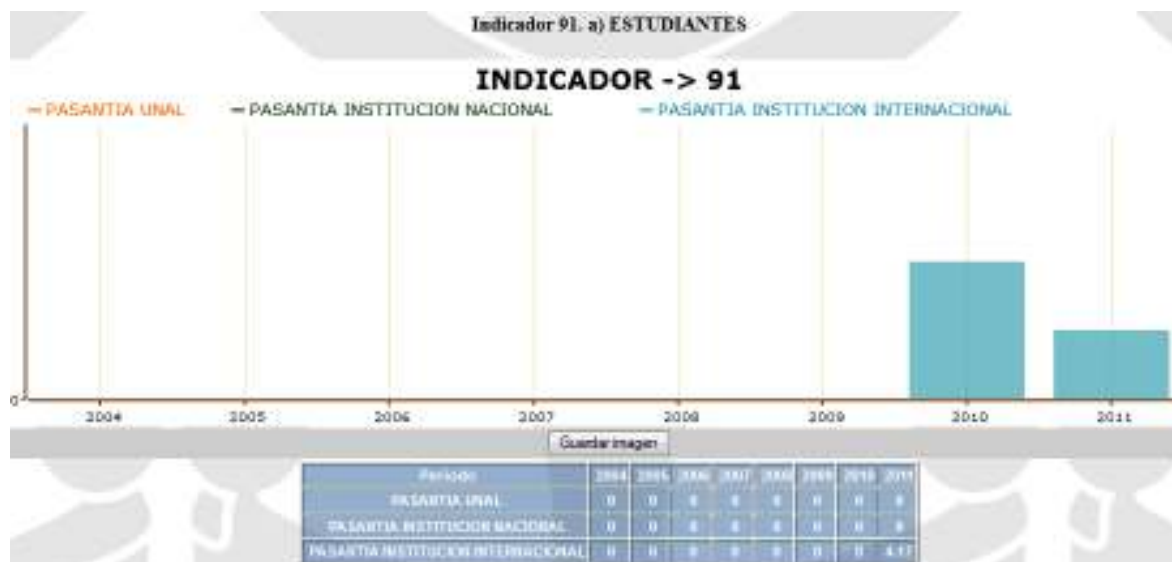 Indicador 91. a) ESTUDIANTES
INDICADOR -> 91
PASANTIA UNAL PASANTIA INSTITUCION NACIONAL PASANTIA INSTITUCION INTERNACIONAL
0
2004 2005 2006 2007 2008 2009 2010 2011
Guardar imagen
Periodo 2004 2005 2006 2007 2008 2009 2010 2011
PASANTIA UNAL 0 0 0 0 0 0 0 0
PASANTIA INSTITUCION NACIONAL 0 0 0 0 0 0 0 0
PASANTIA INSTITUCION INTERNACIONAL 0 0 0 0 0 0 0 4.17